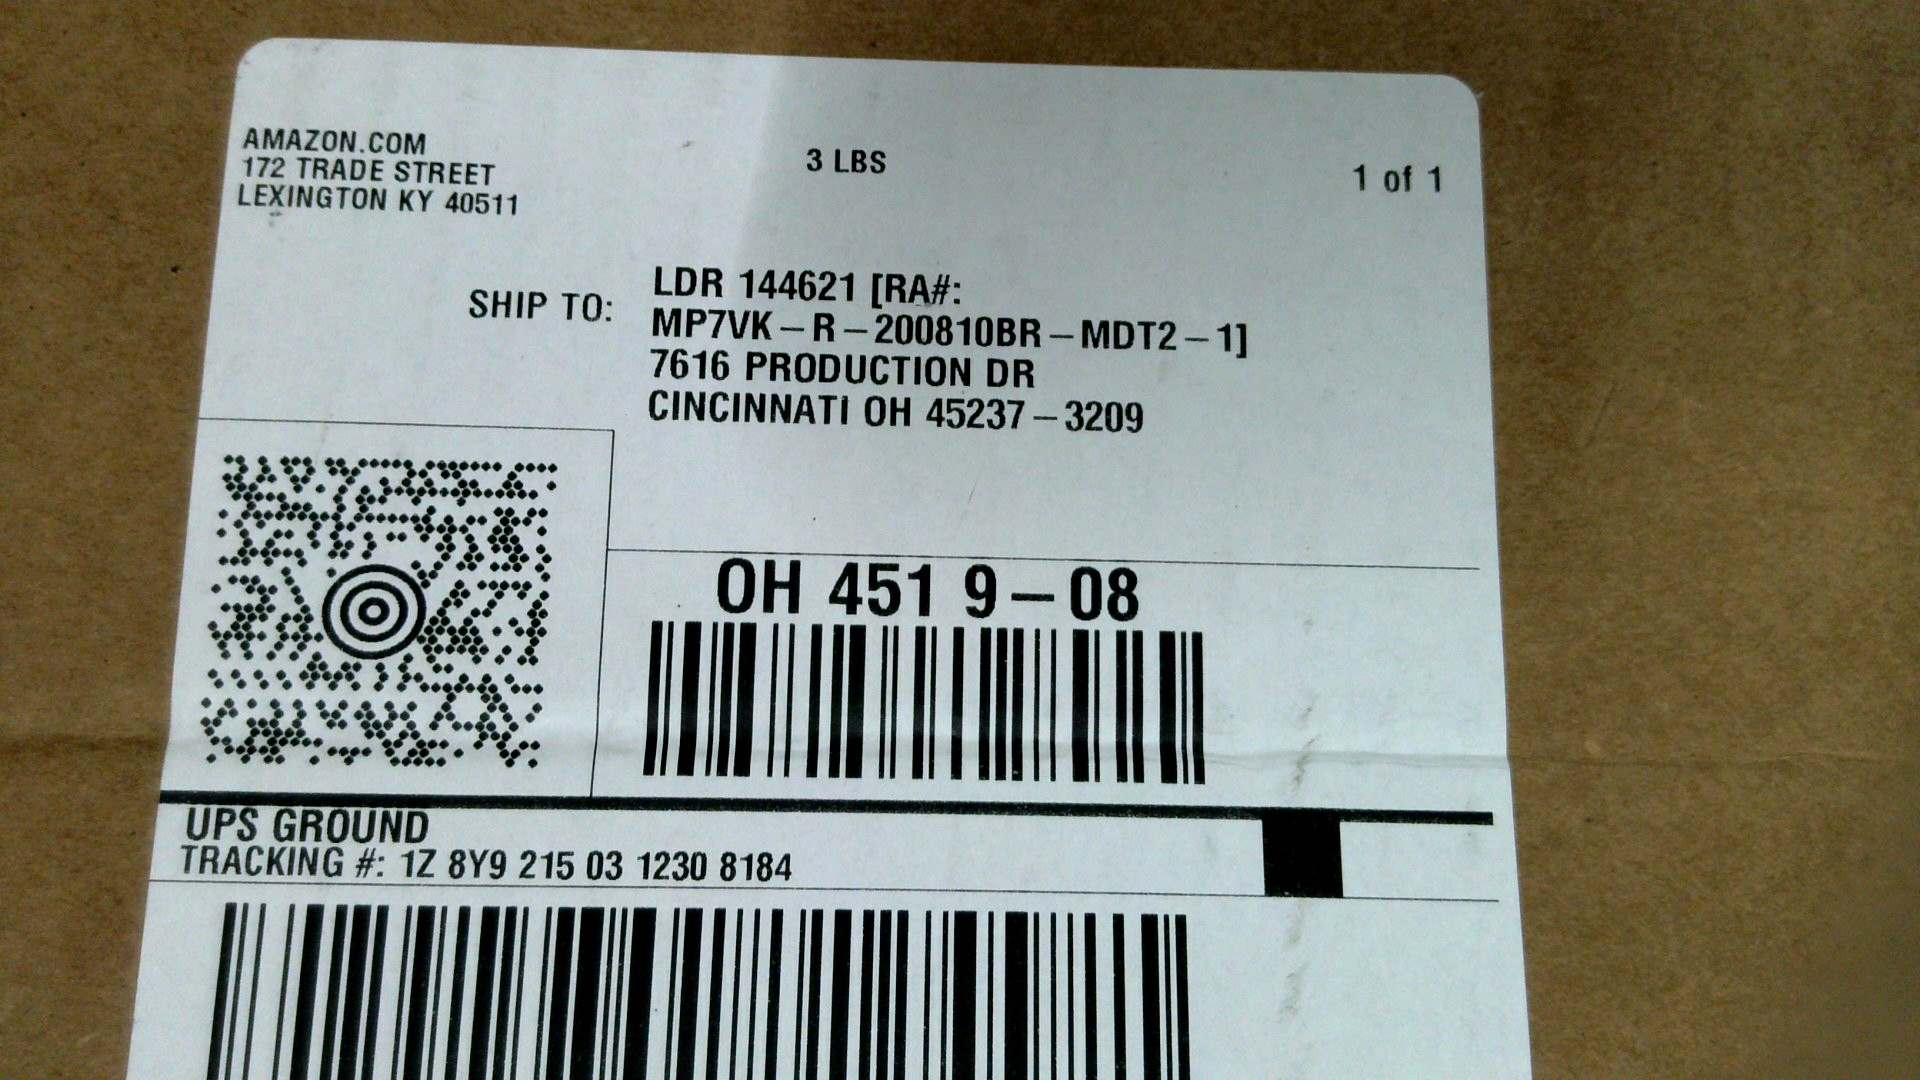 AMAZON.COM
172 TRADE STREET
LEXINGTON KY 40511
3 LBS
1 of 1
SHIP TO:
LDR 144621 [RA#:
MP7VK-R-200810BR-MDT2-1]
7616 PRODUCTION DR
CINCINNATI OH 45237-3209
OH 451 9-08
UPS GROUND
TRACKING #: 1Z 8Y9 215 03 1230 8184